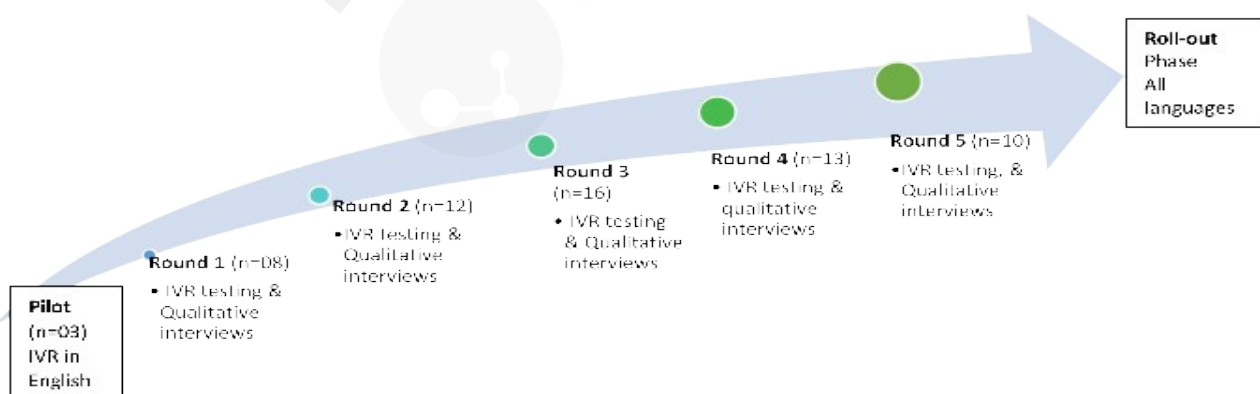 Pilot
(n=03)
IVR in
English
Round 1 (n=08)
• IVR testing &
Qualitative
interviews
Round 2 (n=12)
•IVR testing &
Qualitative
interviews
Round 3
(n=16)
• IVR testing
& Qualitative
interviews
Round 4 (n=13)
• IVR testing &
qualitative
interviews
Round 5 (n=10)
•IVR testing, &
Qualitative
interviews
Roll-out
Phase
All
languages